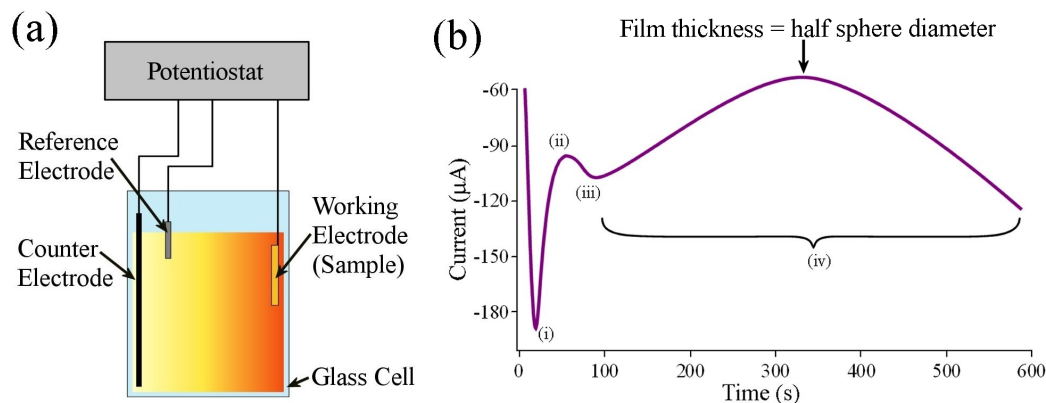 (a)
Potentiostat
Reference
Electrode
Counter
Electrode
Working
Electrode
(Sample)
Glass Cell
(b)
Film thickness = half sphere diameter
Current (µA)
-60
-90
-120
-150
-180
(i)
(ii)
(iii)
(iv)
0
100
200
300
400
500
600
Time (s)